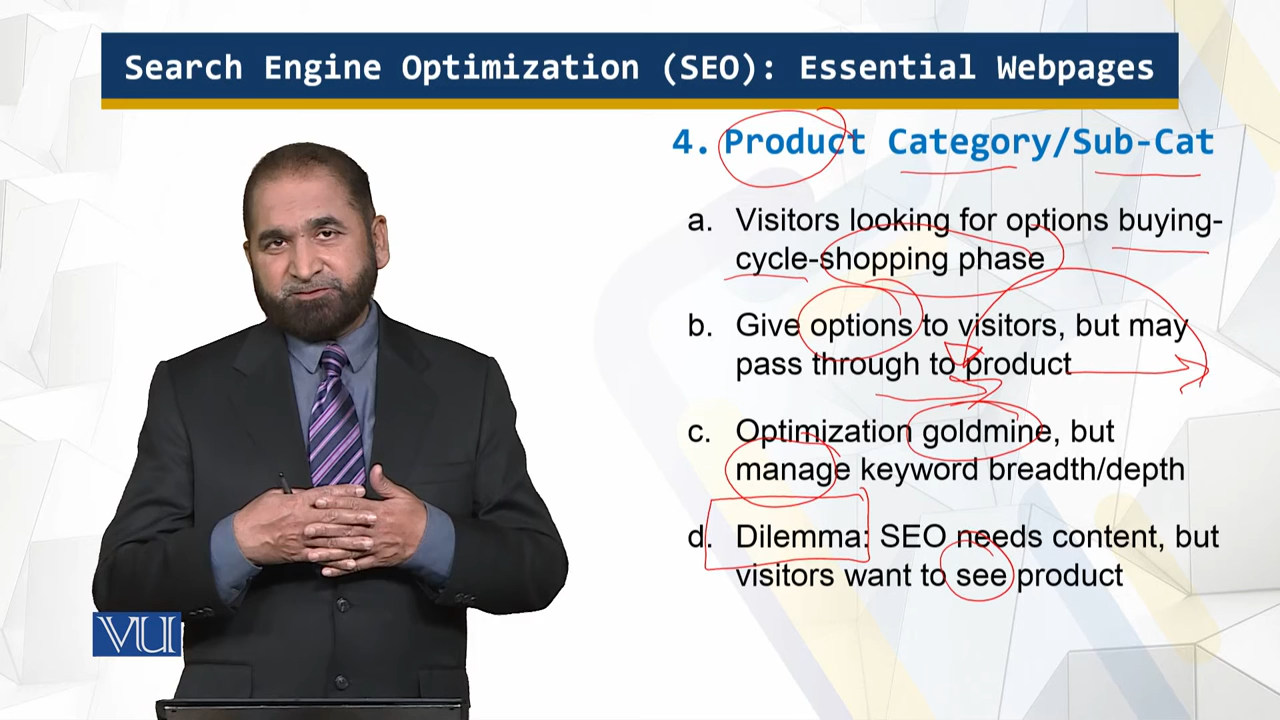 Search Engine Optimization (SEO): Essential Webpages
4. Product Category/Sub-Cat
a. Visitors looking for options buying-
cycle-shopping phase
b. Give options to visitors, but may
pass through to product
c. Optimization goldmine, but
manage keyword breadth/depth
d. Dilemma: SEO needs content, but
visitors want to see product
VU